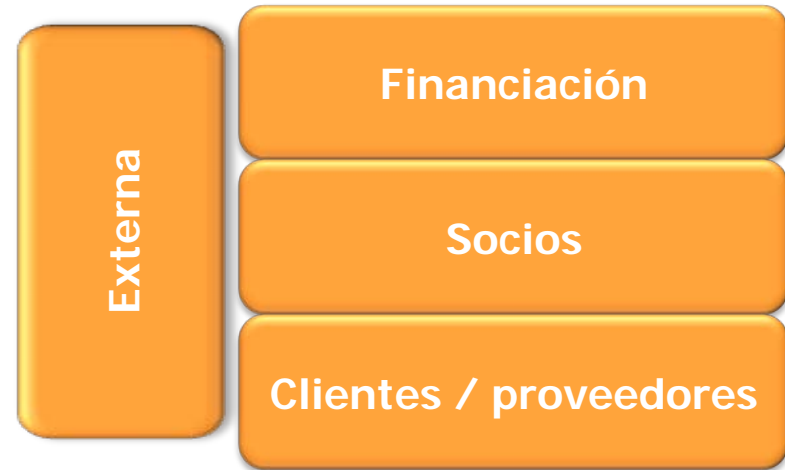 Externa
Financiación
Socios
Clientes / proveedores